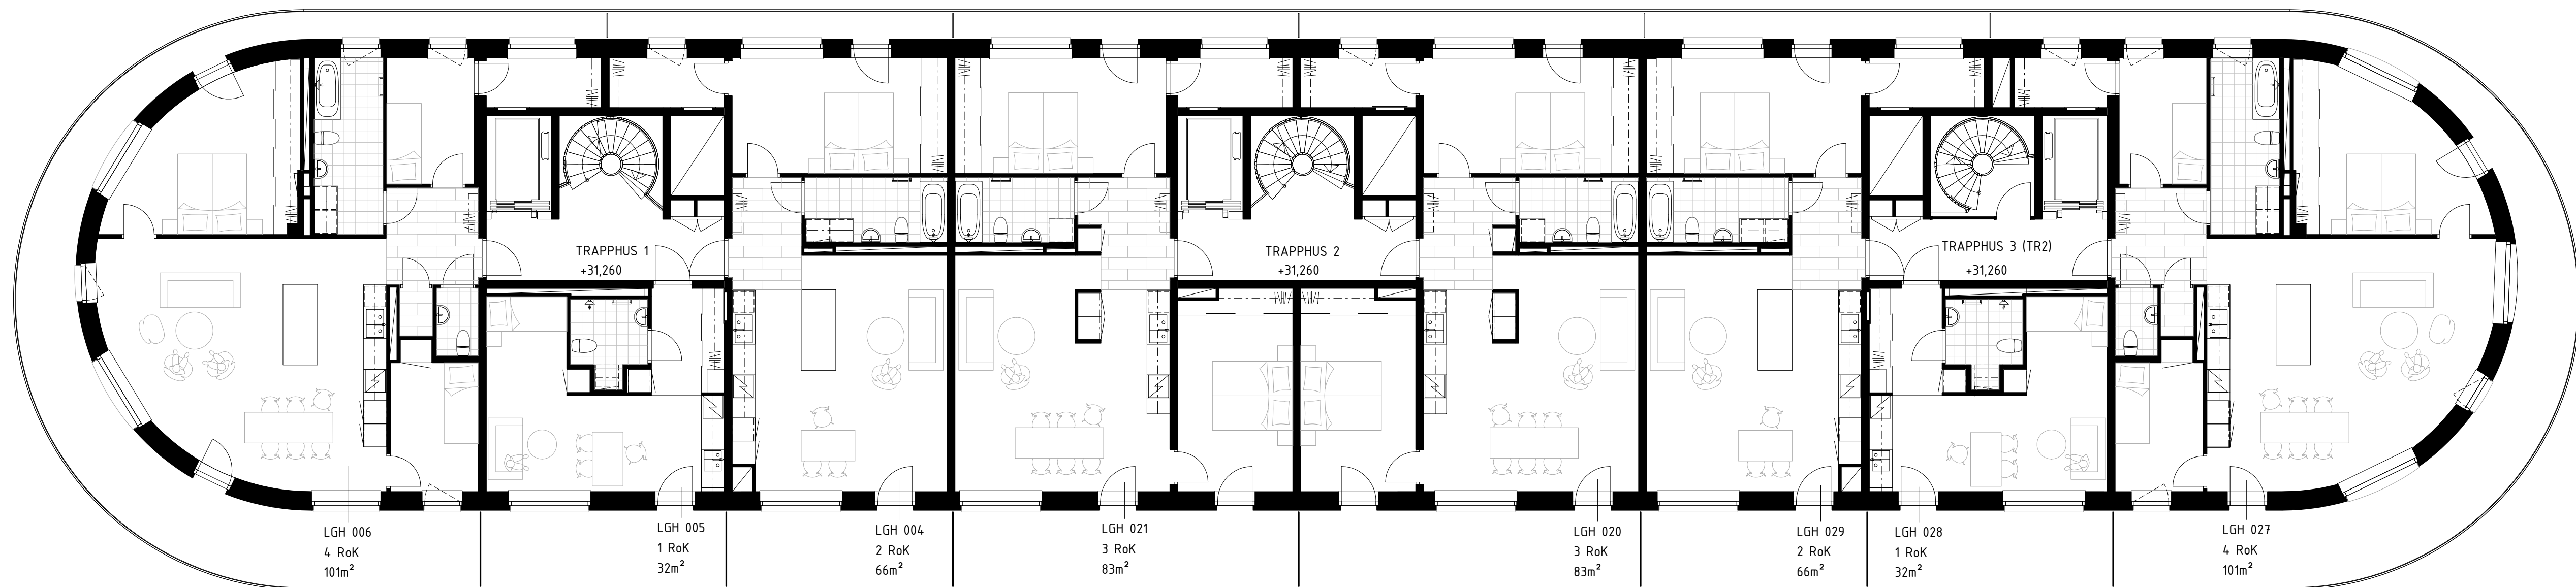 TRAPPHUS 1
+31,260
TRAPPHUS 2
+31,260
TRAPPHUS 3 (TR2)
+31,260
LGH 006
4 RoK
101m²
LGH 005
1 RoK
32m²
LGH 004
2 RoK
66m²
LGH 021
3 RoK
83m²
LGH 020
3 RoK
83m²
LGH 029
2 RoK
66m²
LGH 028
1 RoK
32m²
LGH 027
4 RoK
101m²